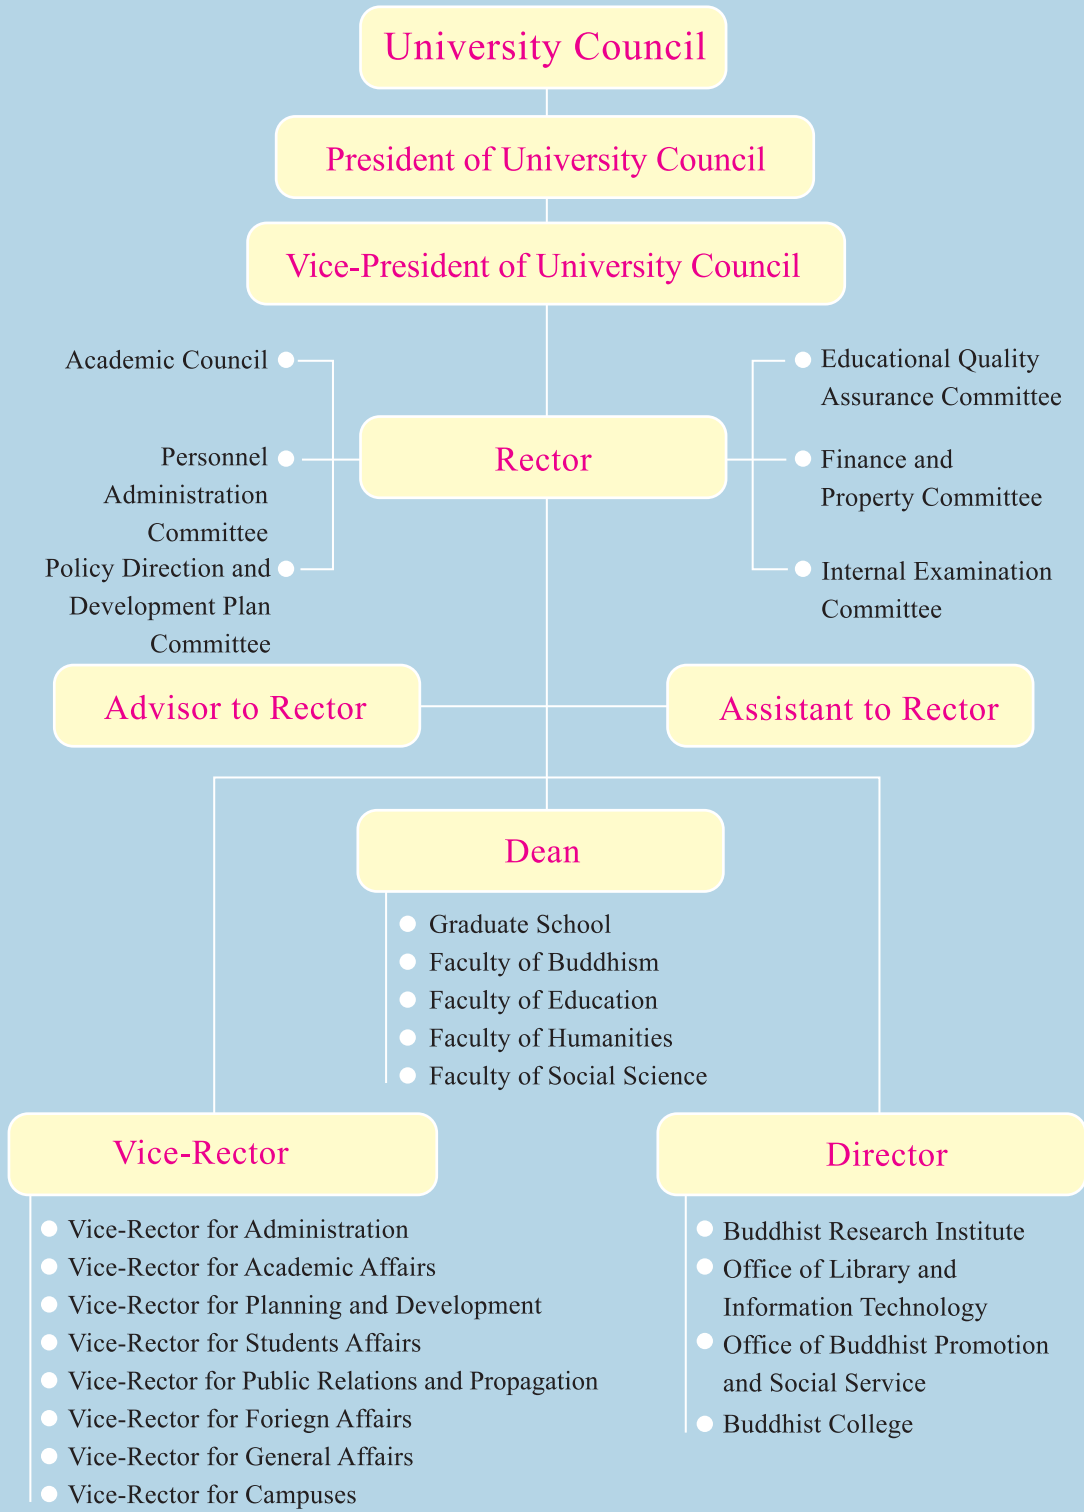 University Council
President of University Council
Vice-President of University Council
Academic Council
Personnel
Administration
Committee
Policy Direction and
Development Plan
Committee
Rector
Educational Quality
Assurance Committee
Finance and
Property Committee
Internal Examination
Committee
Advisor to Rector
Assistant to Rector
Dean
Graduate School
Faculty of Buddhism
Faculty of Education
Faculty of Humanities
Faculty of Social Science
Vice-Rector
Vice-Rector for Administration
Vice-Rector for Academic Affairs
Vice-Rector for Planning and Development
Vice-Rector for Students Affairs
Vice-Rector for Public Relations and Propagation
Vice-Rector for Foriegn Affairs
Vice-Rector for General Affairs
Vice-Rector for Campuses
Director
Buddhist Research Institute
Office of Library and
Information Technology
Office of Buddhist Promotion
and Social Service
Buddhist College